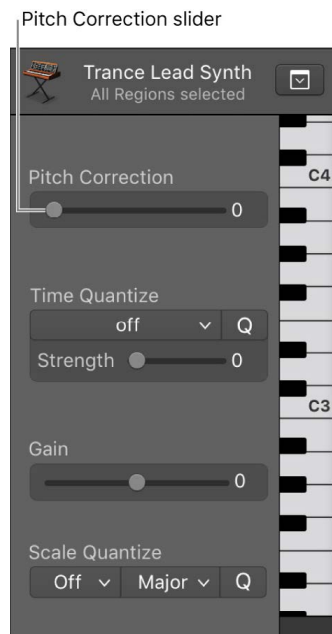 Pitch Correction slider
Trance Lead Synth
All Regions selected
Pitch Correction
0
C4
Time Quantize
off Q
Strength 0
C3
Gain
0
Scale Quantize
Off Major Q